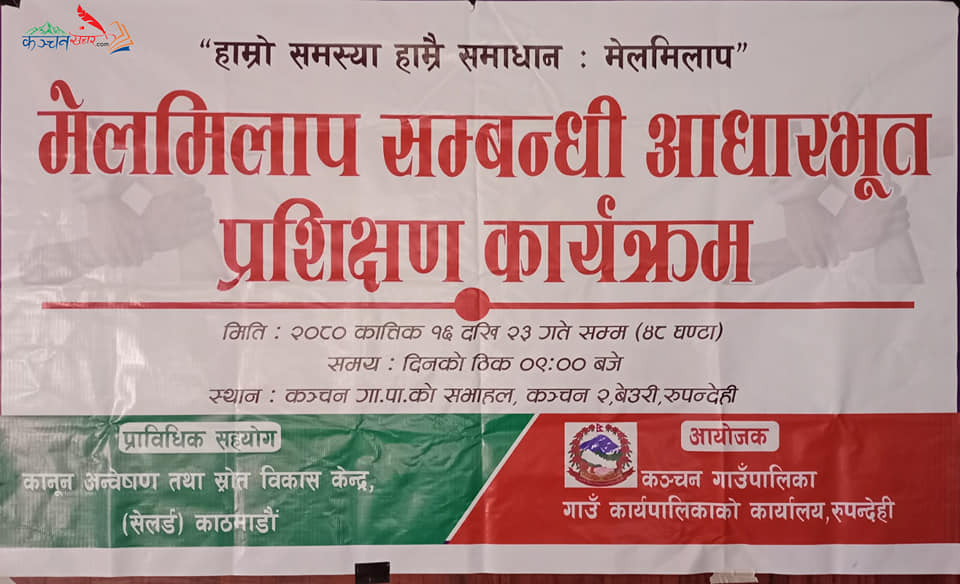 कञ्चनखबर.com
“हाम्रो समस्या हाम्रै समाधान : मेलमिलाप”
मेलमिलाप सम्बन्धी आधारभूत
प्रशिक्षण कार्यक्रम
मिति : २०८० कात्तिक १६ दखि २३ गते सम्म (४८ घण्टा)
समय : दिनको ठिक ०९:०० बजे
स्थान : कञ्चन गा.पा.को सभाहल, कञ्चन २,बेउरी,रुपन्देही
प्राविधिक सहयोग
कानून अन्वेषण तथा स्रोत विकास केन्द्र,
(सेलर्ड) काठमाडौं
आयोजक
कञ्चन गाउँपालिका
गाउँ कार्यपालिकाको कार्यालय,रुपन्देही